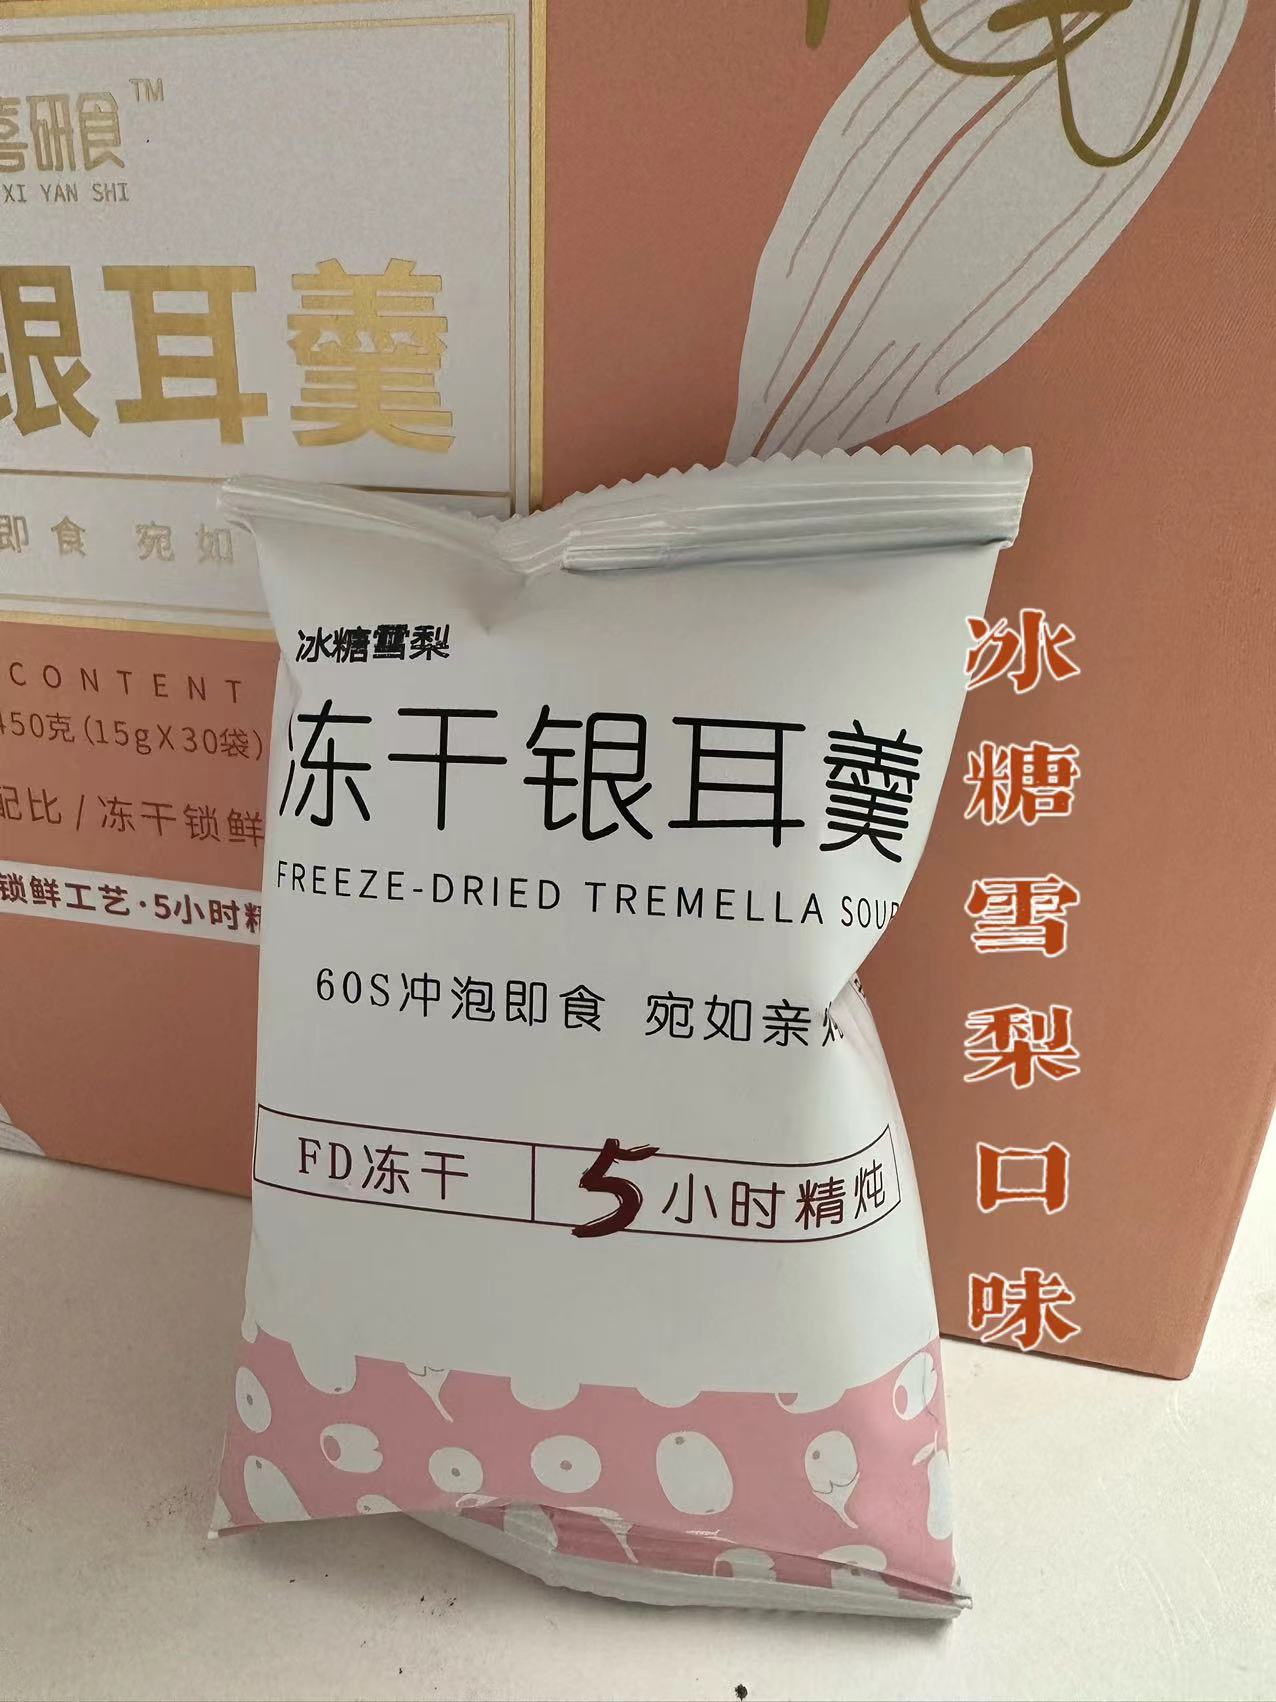 喜研食™
XI YAN SHI
银耳羹
即食 宛如
CONTENT
450克(15gX30袋)
配比/冻干锁鲜
锁鲜工艺·5小时精
冰糖雪梨
冻干银耳羹
FREEZE-DRIED TREMELLA SOUP
60S冲泡即食 宛如亲炖
FD冻干 5小时精炖
冰糖雪梨口味